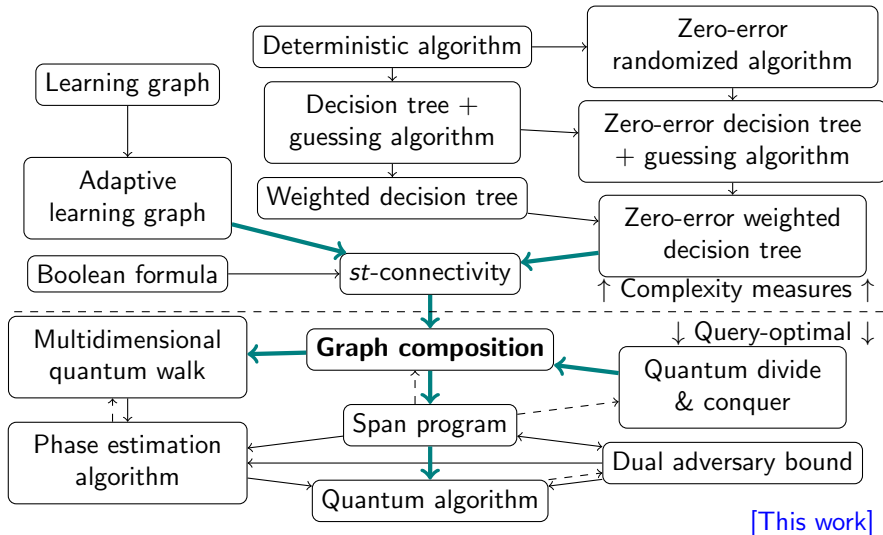 Deterministic algorithm
Zero-error
randomized algorithm
Learning graph
Decision tree +
guessing algorithm
Zero-error decision tree
+ guessing algorithm
Adaptive
learning graph
Weighted decision tree
Zero-error weighted
decision tree
Boolean formula
st-connectivity
↑ Complexity measures ↑
↓ Query-optimal ↓
Multidimensional
quantum walk
Graph composition
Quantum divide
& conquer
Span program
Phase estimation
algorithm
Dual adversary bound
Quantum algorithm
[This work]